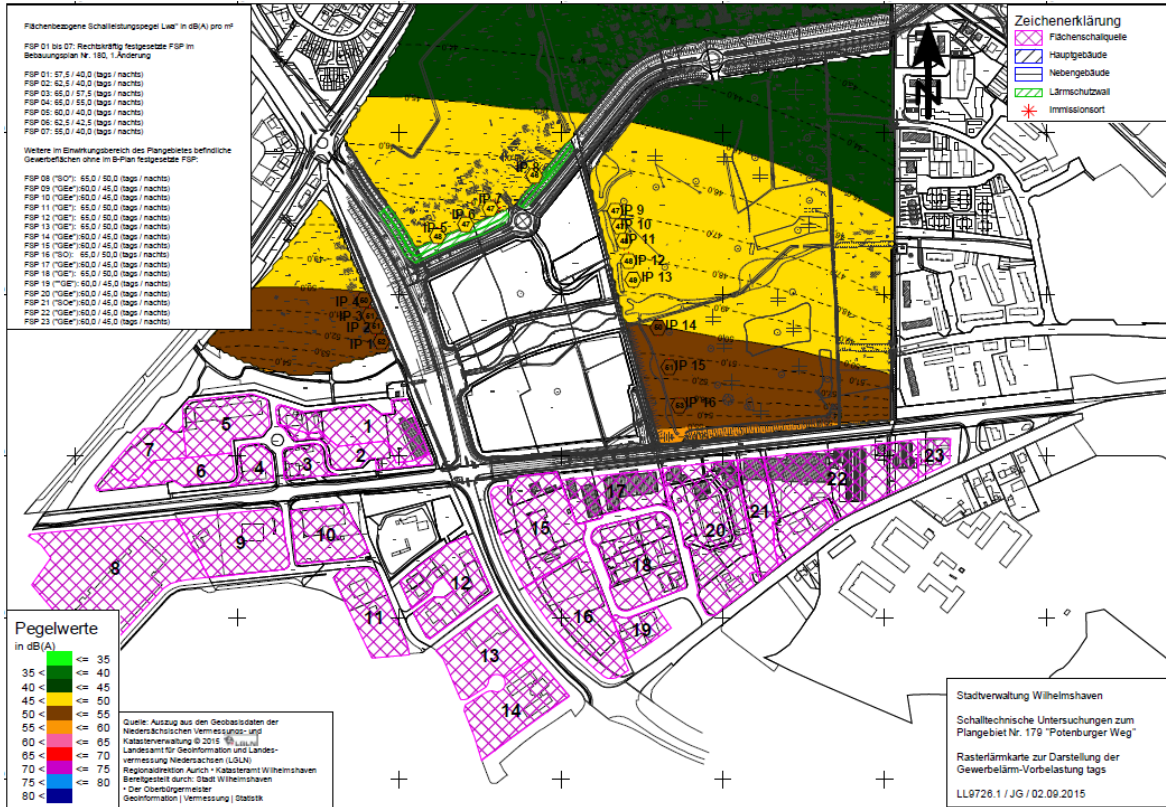 Flächenbezogene Schallleistungspegel Lwa" in dB(A) pro m²
FSP 01 bis 07: Rechtskräftig festgesetzte FSP im
Bebauungsplan Nr. 180, 1.Änderung
FSP 01: 57,5 / 40,0 (tags / nachts)
FSP 02: 62,5 / 40,0 (tags / nachts)
FSP 03: 65,0 / 57,5 (tags / nachts)
FSP 04: 65,0 / 55,0 (tags / nachts)
FSP 05: 60,0 / 40,0 (tags / nachts)
FSP 06: 62,5 / 42,5 (tags / nachts)
FSP 07: 55,0 / 40,0 (tags / nachts)
Weitere im Einwirkungsbereich des Plangebietes befindliche
Gewerbeflächen ohne im B-Plan festgesetzte FSP:
FSP 08 ("SO"): 65,0 / 50,0 (tags / nachts)
FSP 09 ("GEe"):60,0 / 45,0 (tags / nachts)
FSP 10 ("GEe"):60,0 / 45,0 (tags / nachts)
FSP 11 ("GE"): 65,0 / 50,0 (tags / nachts)
FSP 12 ("GE"): 65,0 / 50,0 (tags / nachts)
FSP 13 ("GE"): 65,0 / 50,0 (tags / nachts)
FSP 14 ("GEe"):60,0 / 45,0 (tags / nachts)
FSP 15 ("GEe"):60,0 / 45,0 (tags / nachts)
FSP 16 ("SO"): 65,0 / 50,0 (tags / nachts)
FSP 17 ("GEe"):60,0 / 45,0 (tags / nachts)
FSP 18 ("GE"): 65,0 / 50,0 (tags / nachts)
FSP 19 (""GE"): 60,0 / 45,0 (tags / nachts)
FSP 20 ("GEe"):60,0 / 45,0 (tags / nachts)
FSP 21 ("SOe"):60,0 / 45,0 (tags / nachts)
FSP 22 ("GEe"):60,0 / 45,0 (tags / nachts)
FSP 23 ("GEe"):60,0 / 45,0 (tags / nachts)
Zeichenerklärung
Flächenschallquelle
Hauptgebäude
Nebengebäude
Lärmschutzwall
Immissionsort
N
IP 8
46
IP 7
47
IP 6
47
IP 5
48
47 IP 9
47 IP 10
48 IP 11
48 IP 12
49 IP 13
50 IP 14
51 IP 15
53 IP 16
IP 4 50
IP 3 51
IP 2 51
IP 1 52
1
2
3
4
5
6
7
8
9
10
11
12
13
14
15
16
17
18
19
20
21
22
23
Pegelwerte
in dB(A)
<= 35
35 < <= 40
40 < <= 45
45 < <= 50
50 < <= 55
55 < <= 60
60 < <= 65
65 < <= 70
70 < <= 75
75 < <= 80
80 <
Quelle: Auszug aus den Geobasisdaten der
Niedersächsischen Vermessungs- und
Katasterverwaltung © 2015 LGLN
Landesamt für Geoinformation und Landes-
vermessung Niedersachsen (LGLN)
Regionaldirektion Aurich • Katasteramt Wilhelmshaven
Bereitgestellt durch: Stadt Wilhelmshaven
• Der Oberbürgermeister
Geoinformation | Vermessung | Statistik
Stadtverwaltung Wilhelmshaven
Schalltechnische Untersuchungen zum
Plangebiet Nr. 179 "Potenburger Weg"
Rasterlärmkarte zur Darstellung der
Gewerbelärm-Vorbelastung tags
LL9726.1 / JG / 02.09.2015